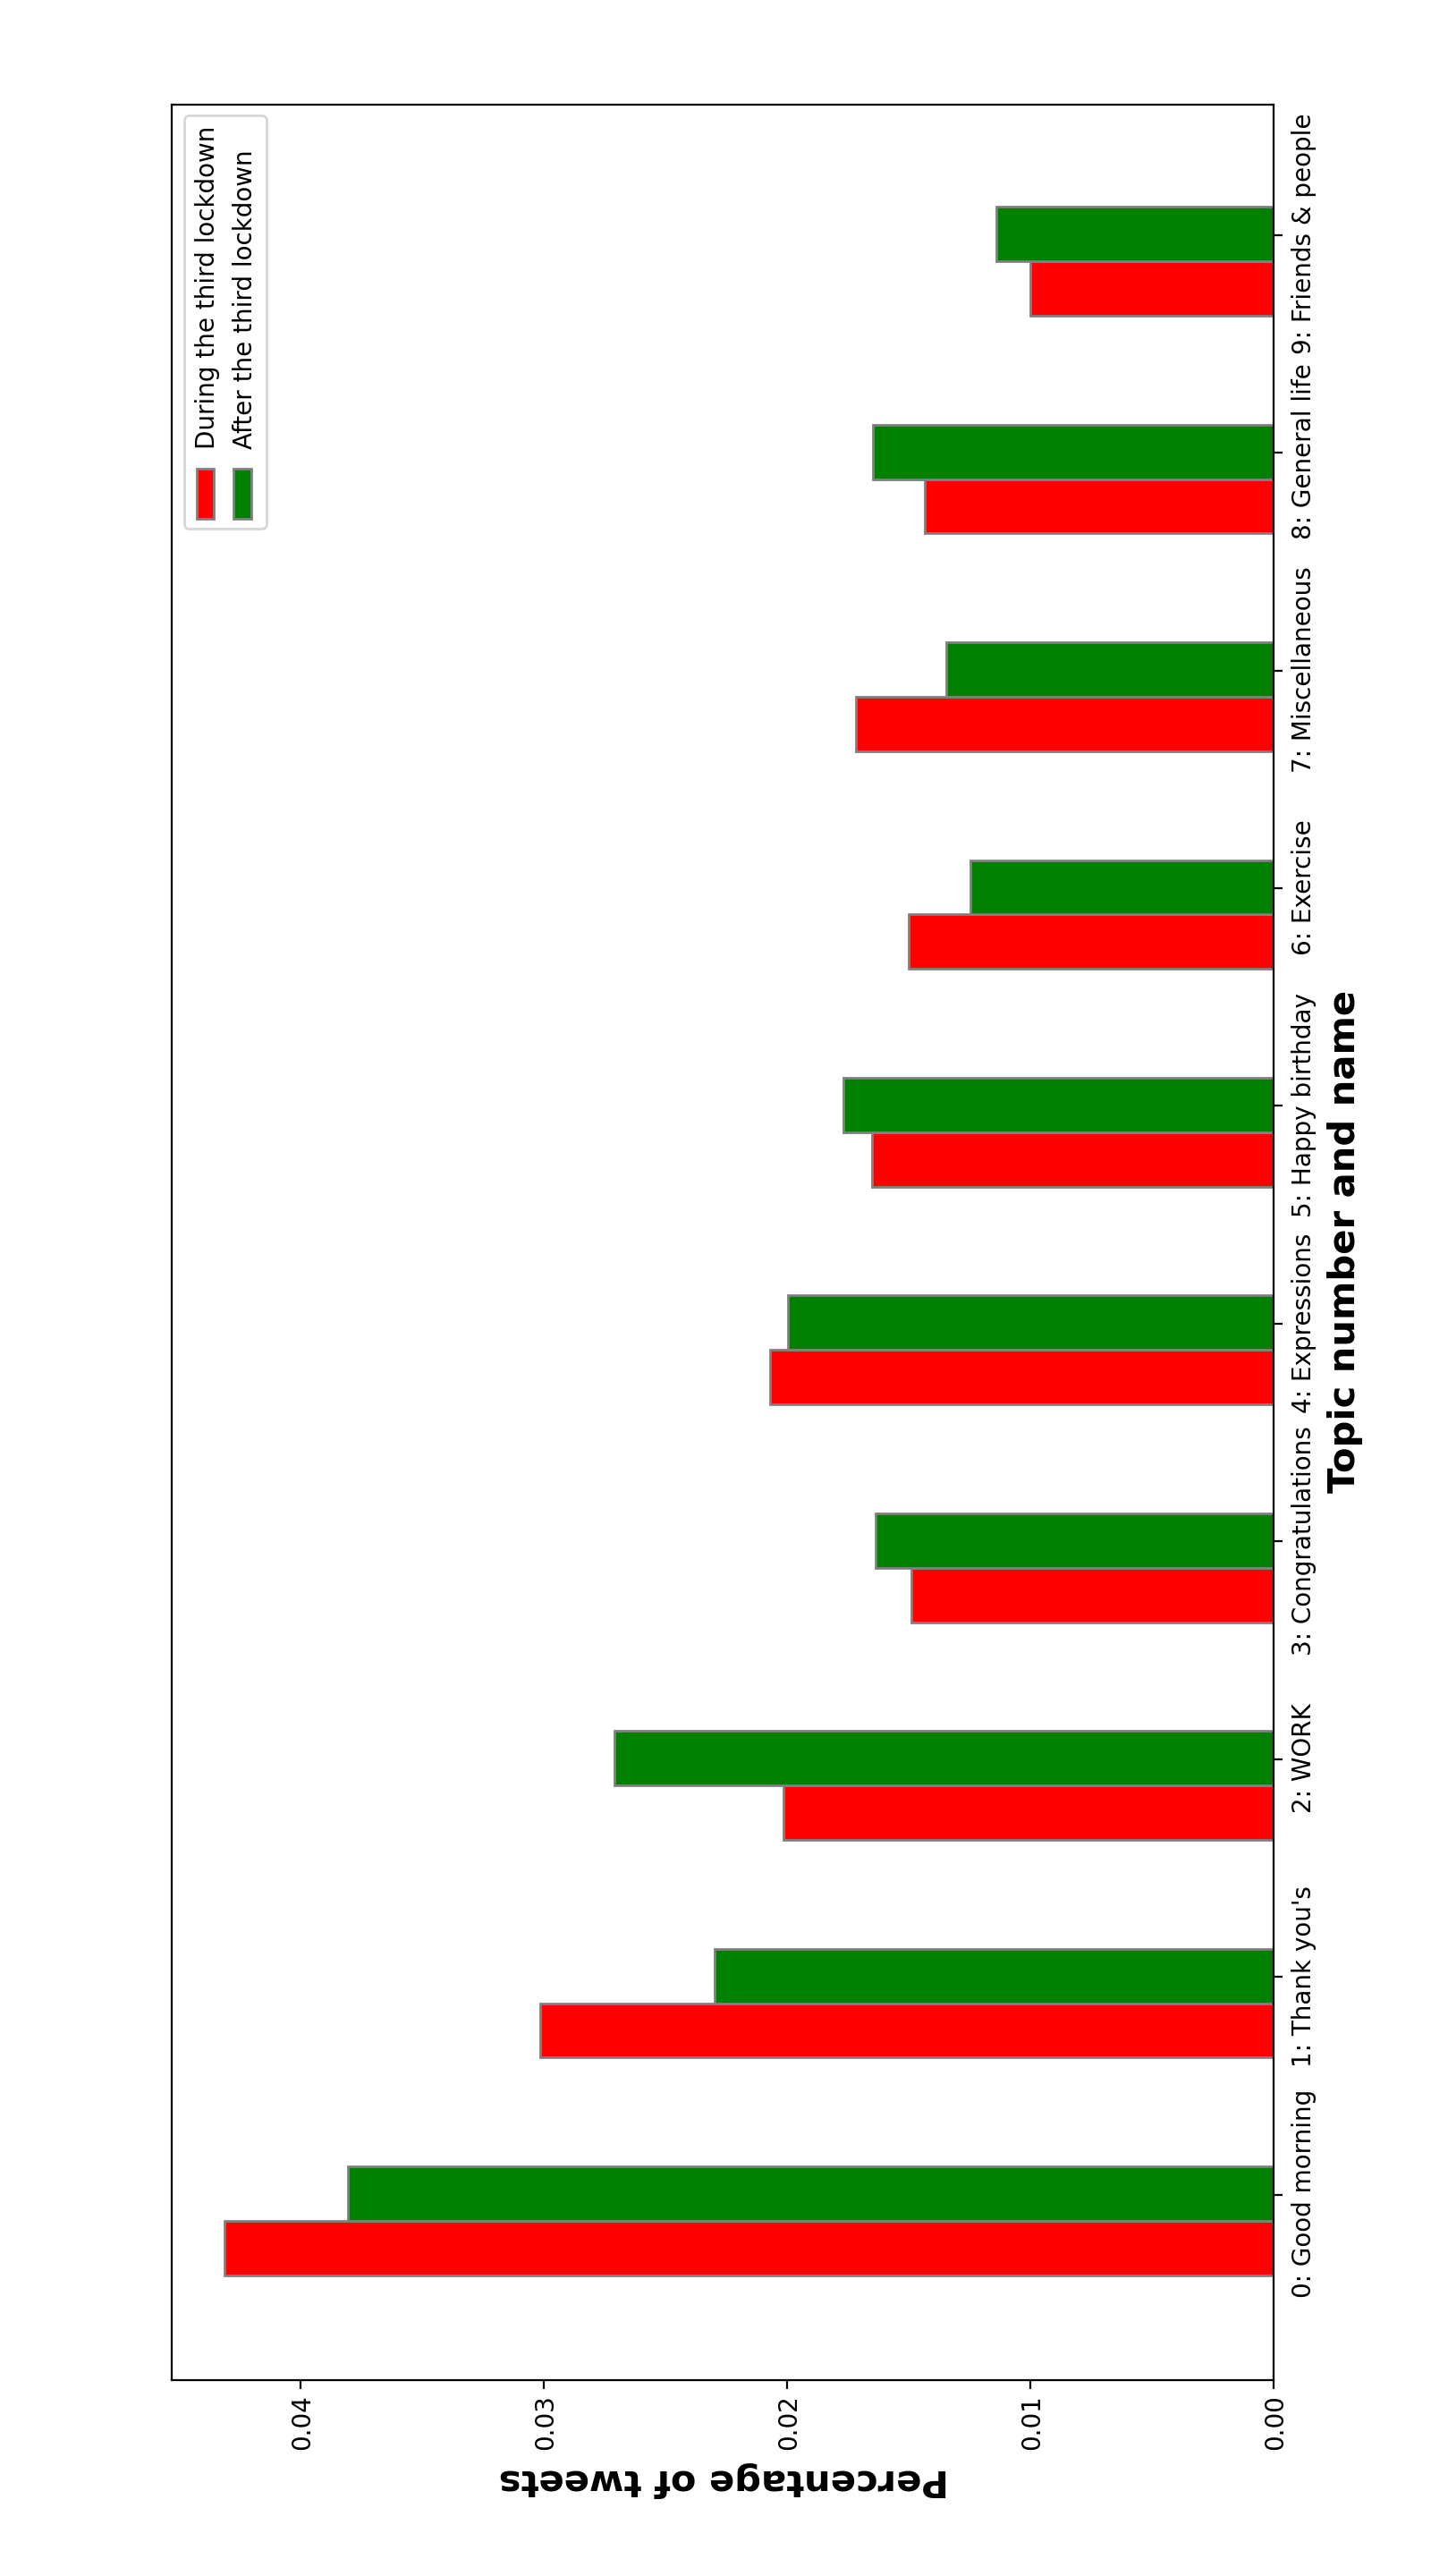 During the third lockdown
After the third lockdown
Percentage of tweets
0.04
0.03
0.02
0.01
0.00
0: Good morning
1: Thank you's
2: WORK
3: Congratulations
4: Expressions
5: Happy birthday
6: Exercise
7: Miscellaneous
8: General life
9: Friends & people
Topic number and name